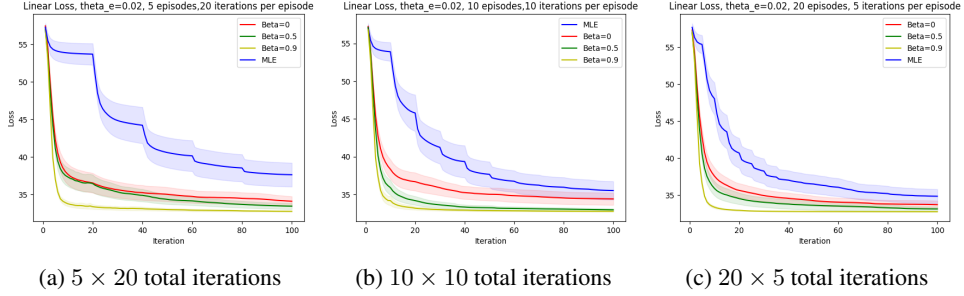 Linear Loss, theta_e=0.02, 5 episodes,20 iterations per episode
Beta=0
Beta=0.5
Beta=0.9
MLE
Loss
55
50
45
40
35
0
20
40
60
80
100
Iteration
(a) 5 × 20 total iterations
Linear Loss, theta_e=0.02, 10 episodes,10 iterations per episode
MLE
Beta=0
Beta=0.5
Beta=0.9
Loss
55
50
45
40
35
0
20
40
60
80
100
Iteration
(b) 10 × 10 total iterations
Linear Loss, theta_e=0.02, 20 episodes, 5 iterations per episode
Beta=0
Beta=0.5
Beta=0.9
MLE
Loss
55
50
45
40
35
0
20
40
60
80
100
Iteration
(c) 20 × 5 total iterations